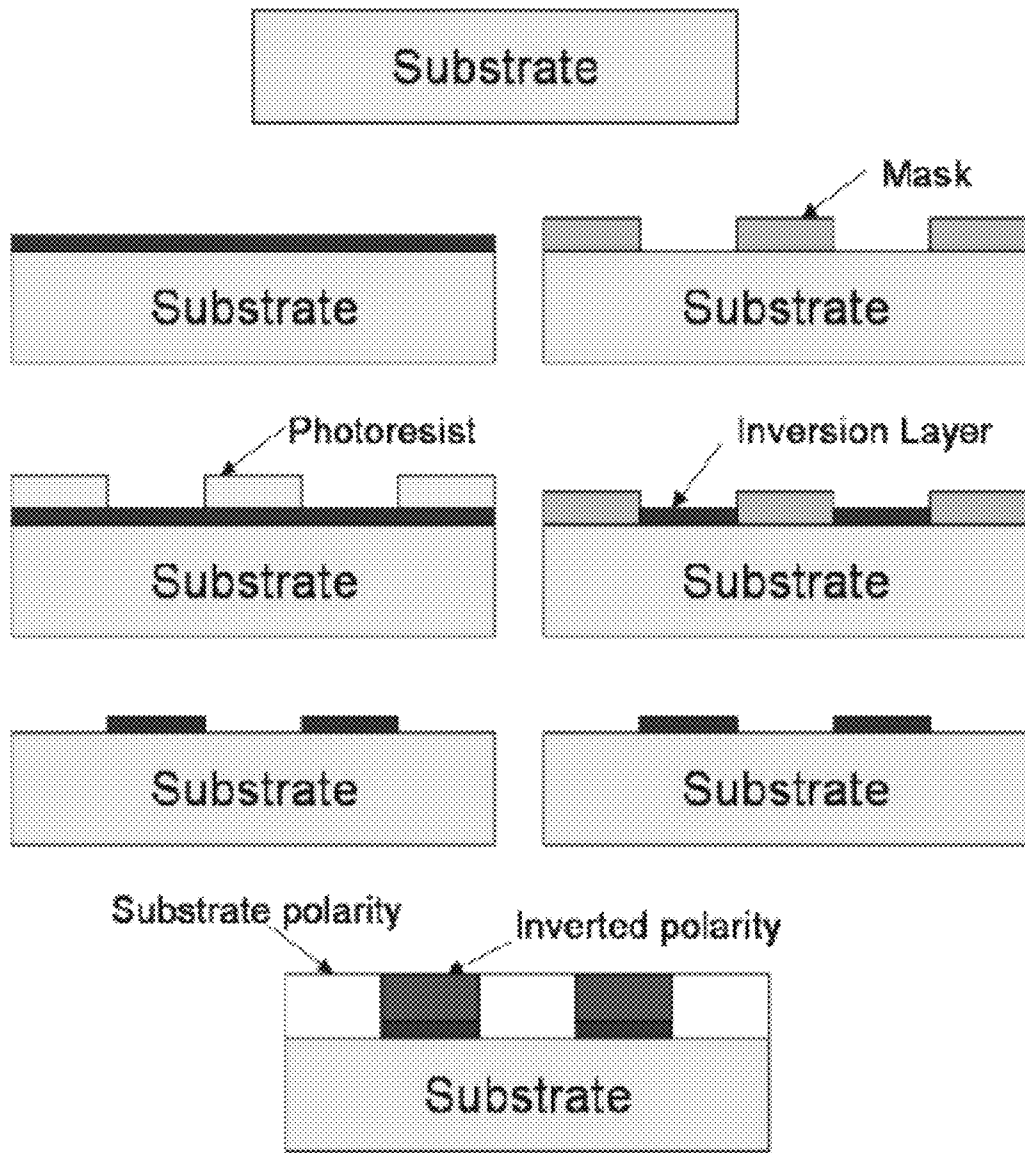 Substrate
Mask
Substrate
Substrate
Photoresist
Inversion Layer
Substrate
Substrate
Substrate
Substrate
Substrate polarity
Inverted polarity
Substrate